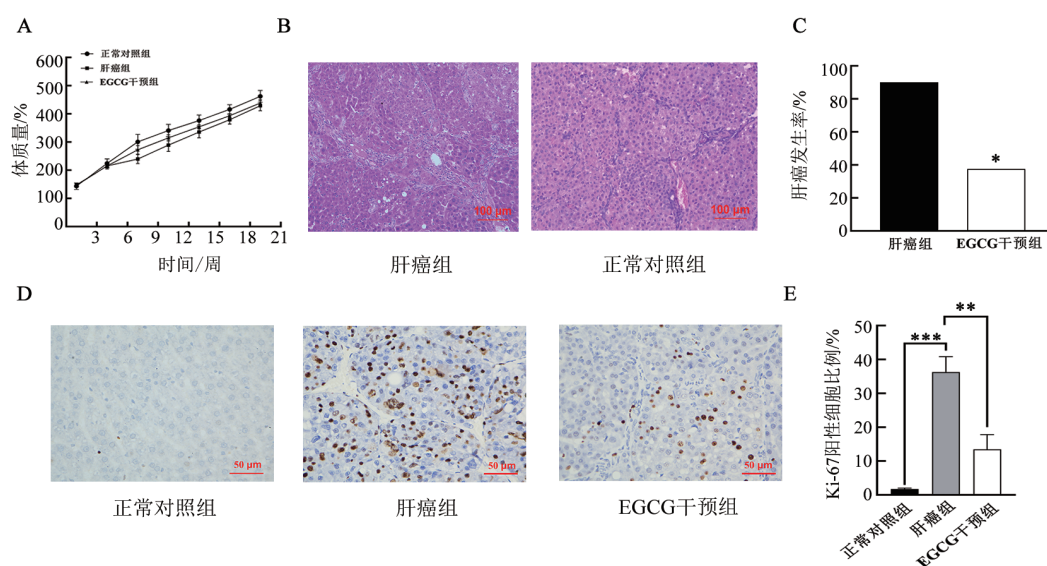 A
正常对照组
肝癌组
EGCG干预组
体质量/%
600
500
400
300
200
100
0
3 6 7 9 12 13 15 18 21
时间/周
B
100 μm
100 μm
肝癌组
正常对照组
C
肝癌发生率/%
100
80
60
40
20
0
*
肝癌组
EGCG干预组
D
50 μm
50 μm
50 μm
正常对照组
肝癌组
EGCG干预组
E
Ki-67阳性细胞比例/%
50
40
30
20
10
0
***
**
正常对照组
肝癌组
EGCG干预组